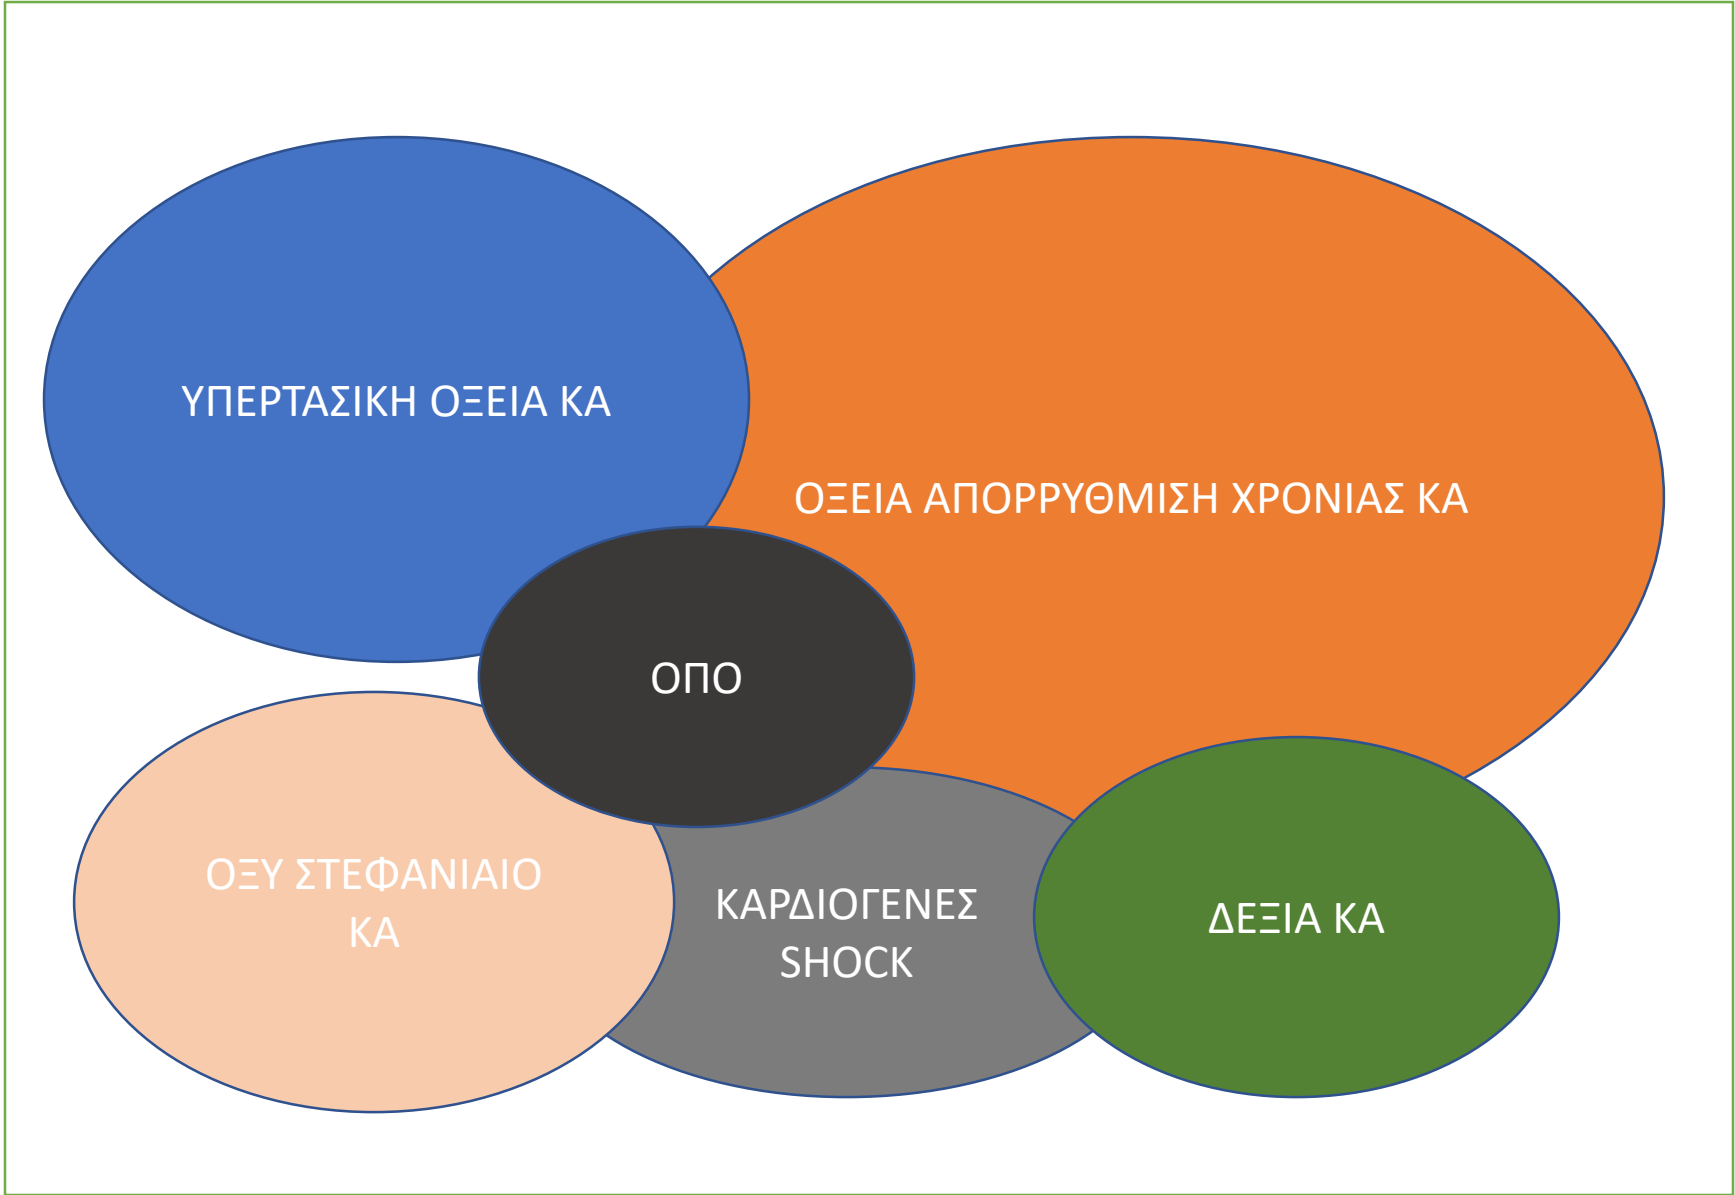 ΥΠΕΡΤΑΣΙΚΗ ΟΞΕΙΑ ΚΑ
ΟΞΕΙΑ ΑΠΟΡΡΥΘΜΙΣΗ ΧΡΟΝΙΑΣ ΚΑ
ΟΠΟ
ΟΞΥ ΣΤΕΦΑΝΙΑΙΟ
ΚΑ
ΚΑΡΔΙΟΓΕΝΕΣ
SHOCK
ΔΕΞΙΑ ΚΑ